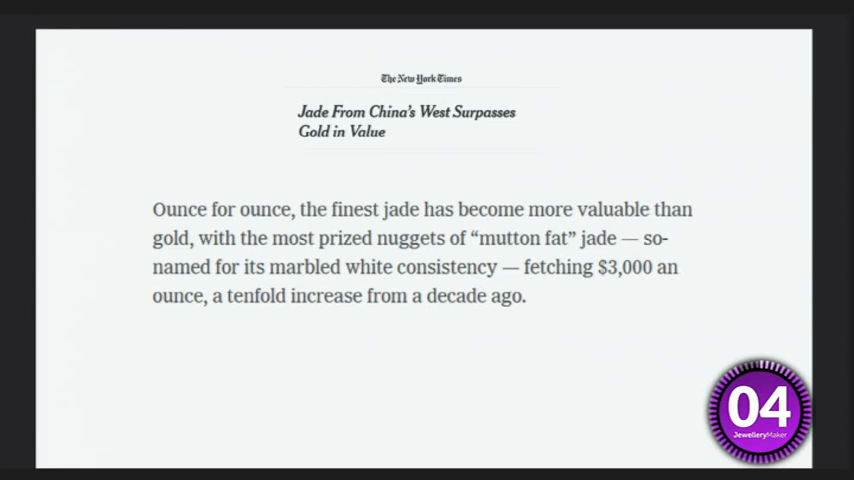 The New York Times
Jade From China's West Surpasses
Gold in Value
Ounce for ounce, the finest jade has become more valuable than
gold, with the most prized nuggets of “mutton fat” jade — so-
named for its marbled white consistency — fetching $3,000 an
ounce, a tenfold increase from a decade ago.
04
JewelleryMaker